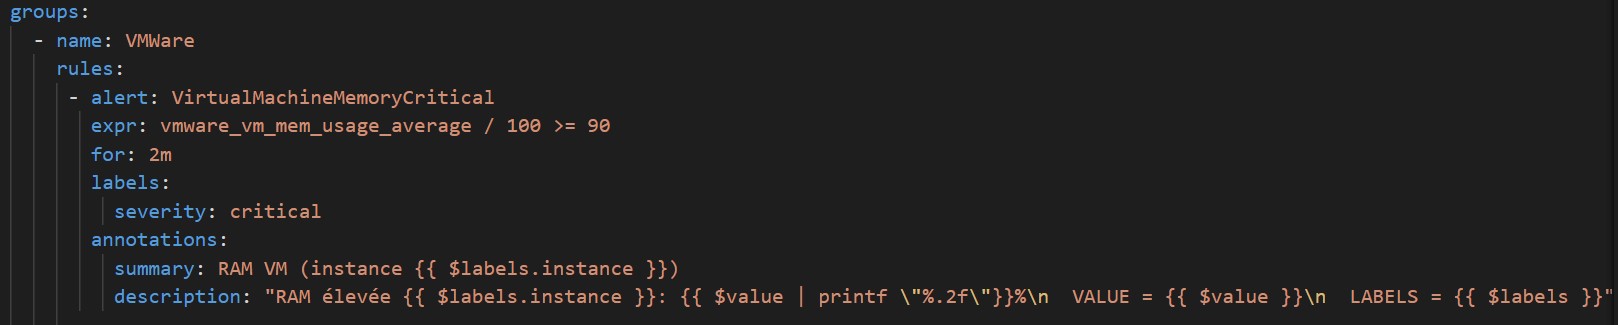 groups:
  - name: VMWare
    rules:
      - alert: VirtualMachineMemoryCritical
        expr: vmware_vm_mem_usage_average / 100 >= 90
        for: 2m
        labels:
          severity: critical
        annotations:
          summary: RAM VM (instance {{ $labels.instance }})
          description: "RAM élevée {{ $labels.instance }}: {{ $value | printf \"%.2f\"}}%\n  VALUE = {{ $value }}\n  LABELS = {{ $labels }}"